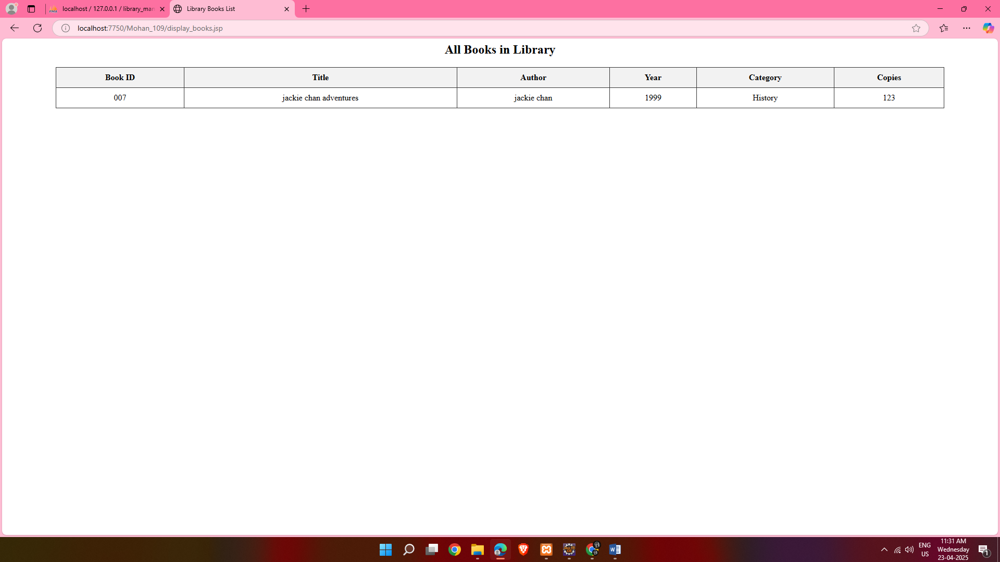 localhost / 127.0.0.1 / library_man
Library Books List
localhost:7750/Mohan_109/display_books.jsp
All Books in Library
Book ID Title Author Year Category Copies
007 jackie chan adventures jackie chan 1999 History 123
ENG
US
11:31 AM
Wednesday
23-04-2025
1